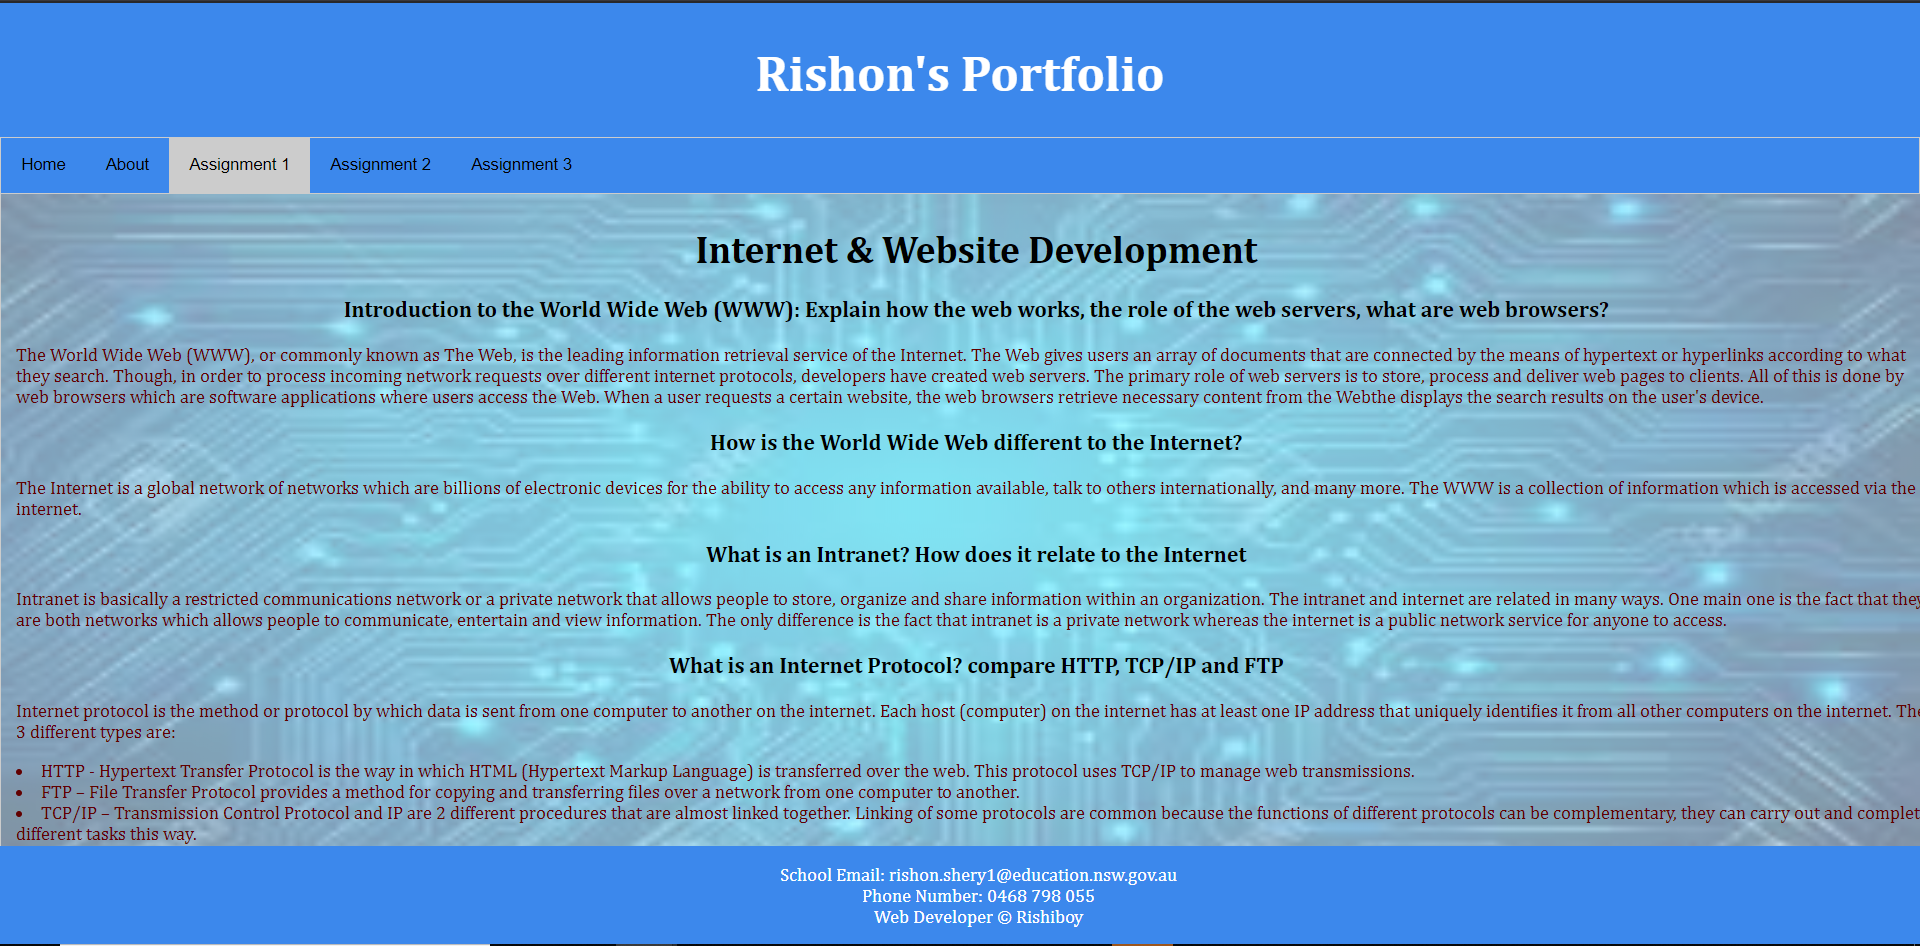 Rishon's Portfolio
Home About Assignment 1 Assignment 2 Assignment 3
Internet & Website Development
Introduction to the World Wide Web (WWW): Explain how the web works, the role of the web servers, what are web browsers?
The World Wide Web (WWW), or commonly known as The Web, is the leading information retrieval service of the Internet. The Web gives users an array of documents that are connected by the means of hypertext or hyperlinks according to what
they search. Though, in order to process incoming network requests over different internet protocols, developers have created web servers. The primary role of web servers is to store, process and deliver web pages to clients. All of this is done by
web browsers which are software applications where users access the Web. When a user requests a certain website, the web browsers retrieve necessary content from the Webthe displays the search results on the user's device.
How is the World Wide Web different to the Internet?
The Internet is a global network of networks which are billions of electronic devices for the ability to access any information available, talk to others internationally, and many more. The WWW is a collection of information which is accessed via the
internet.
What is an Intranet? How does it relate to the Internet
Intranet is basically a restricted communications network or a private network that allows people to store, organize and share information within an organization. The intranet and internet are related in many ways. One main one is the fact that they
are both networks which allows people to communicate, entertain and view information. The only difference is the fact that intranet is a private network whereas the internet is a public network service for anyone to access.
What is an Internet Protocol? compare HTTP, TCP/IP and FTP
Internet protocol is the method or protocol by which data is sent from one computer to another on the internet. Each host (computer) on the internet has at least one IP address that uniquely identifies it from all other computers on the internet. The
3 different types are:
• HTTP - Hypertext Transfer Protocol is the way in which HTML (Hypertext Markup Language) is transferred over the web. This protocol uses TCP/IP to manage web transmissions.
• FTP – File Transfer Protocol provides a method for copying and transferring files over a network from one computer to another.
• TCP/IP – Transmission Control Protocol and IP are 2 different procedures that are almost linked together. Linking of some protocols are common because the functions of different protocols can be complementary, they can carry out and complet
different tasks this way.
School Email: rishon.shery1@education.nsw.gov.au
Phone Number: 0468 798 055
Web Developer © Rishiboy